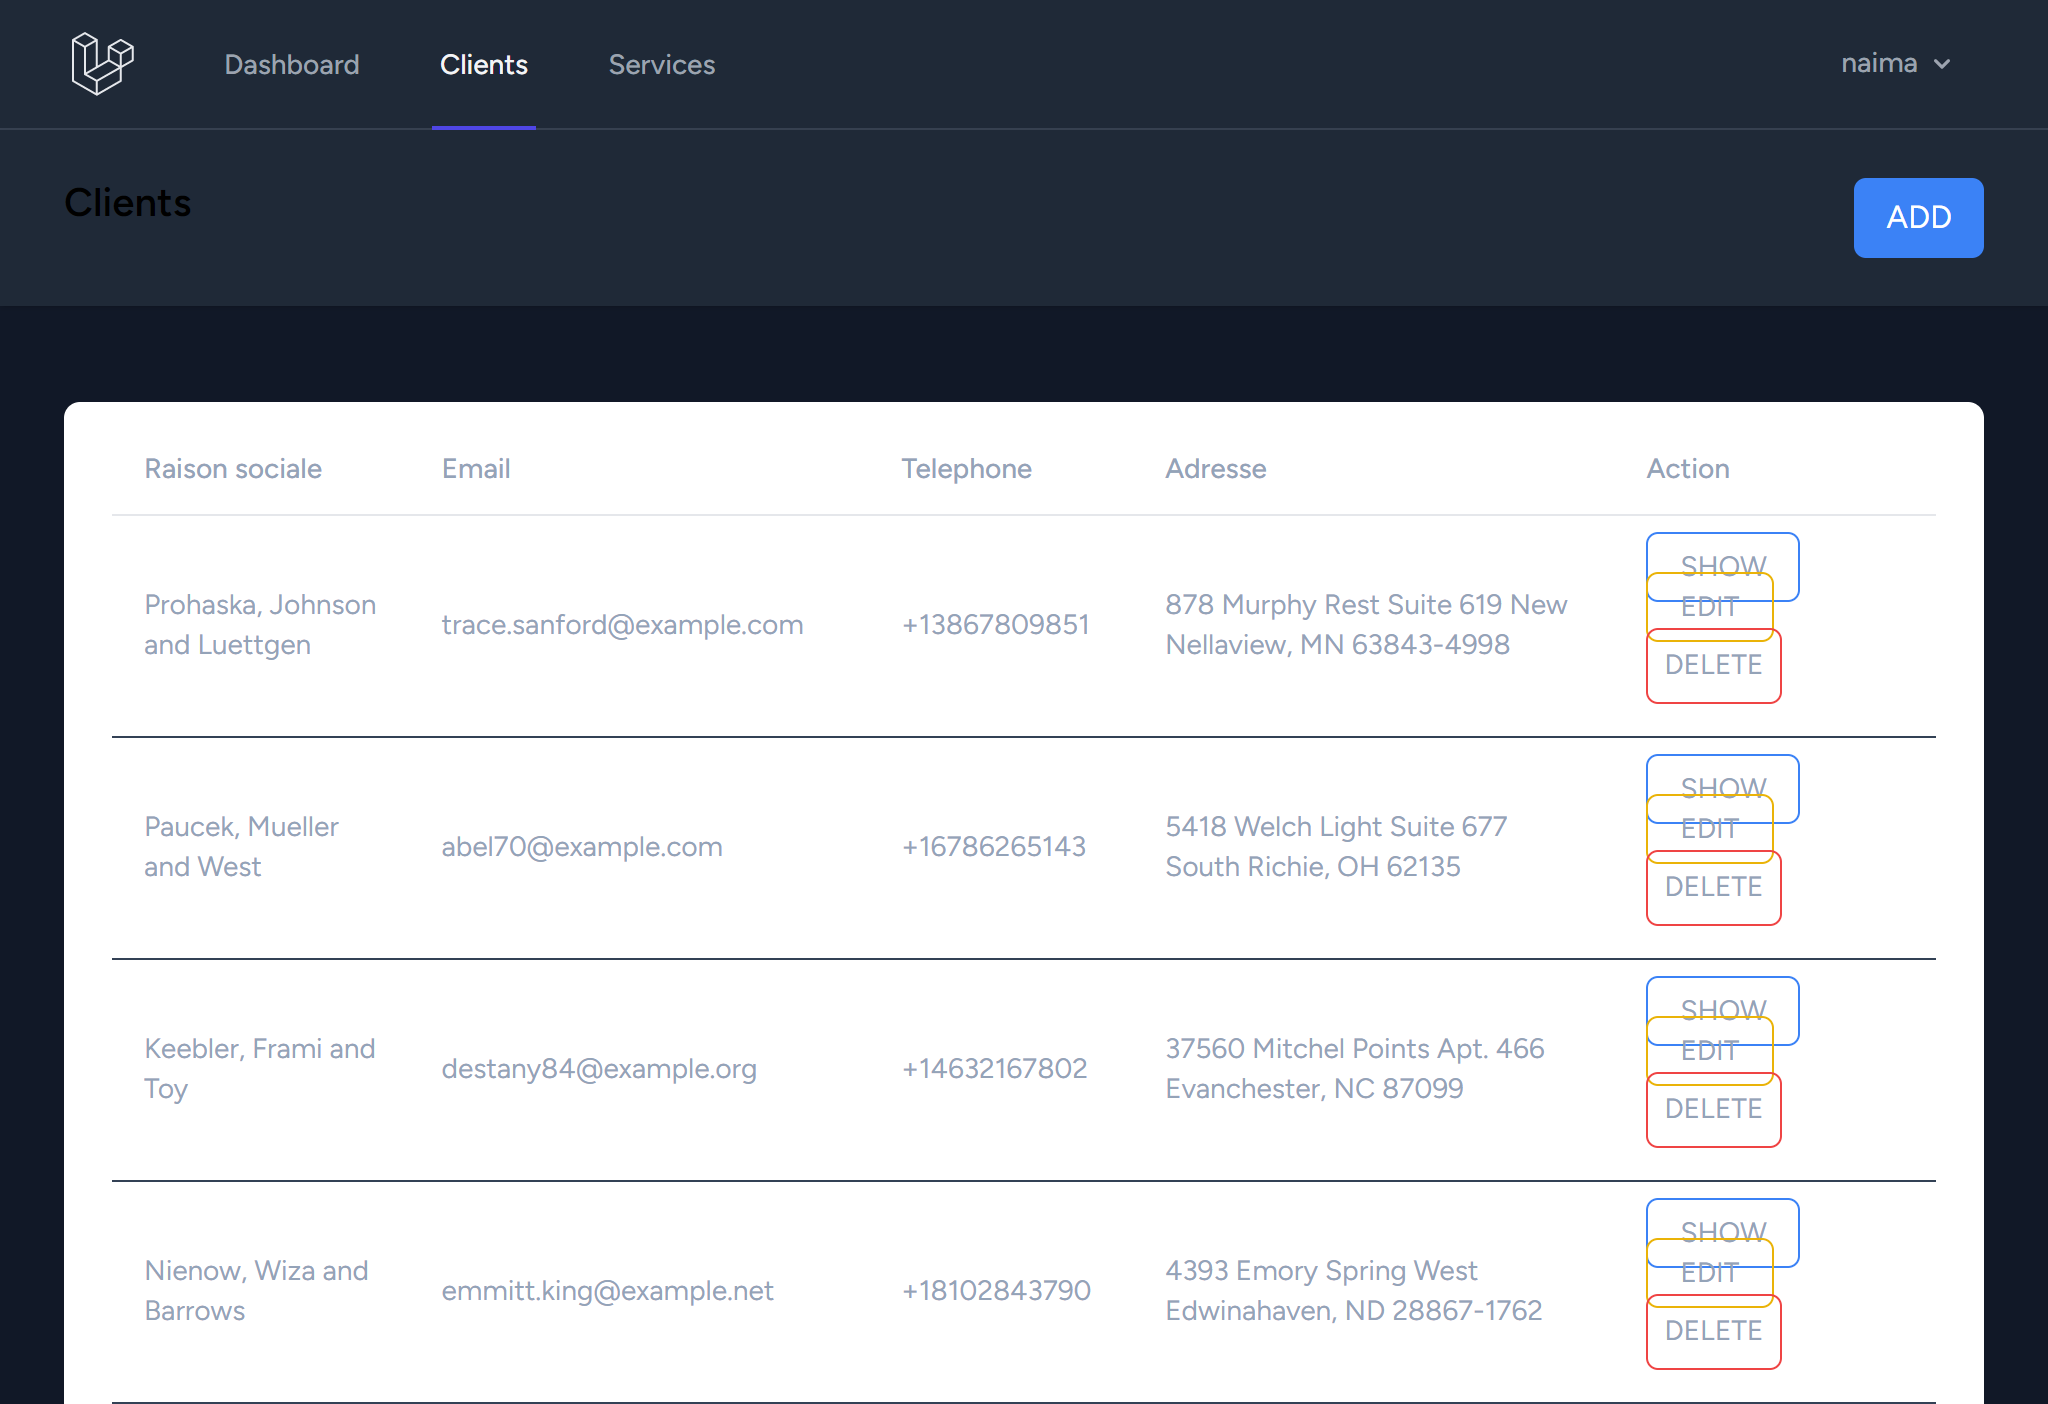 Dashboard Clients Services naima
Clients
ADD
Raison sociale Email Telephone Adresse Action
Prohaska, Johnson
and Luettgen
trace.sanford@example.com
+13867809851
878 Murphy Rest Suite 619 New
Nellaview, MN 63843-4998
SHOW
EDIT
DELETE
Paucek, Mueller
and West
abel70@example.com
+16786265143
5418 Welch Light Suite 677
South Richie, OH 62135
SHOW
EDIT
DELETE
Keebler, Frami and
Toy
destany84@example.org
+14632167802
37560 Mitchel Points Apt. 466
Evanchester, NC 87099
SHOW
EDIT
DELETE
Nienow, Wiza and
Barrows
emmitt.king@example.net
+18102843790
4393 Emory Spring West
Edwinahaven, ND 28867-1762
SHOW
EDIT
DELETE